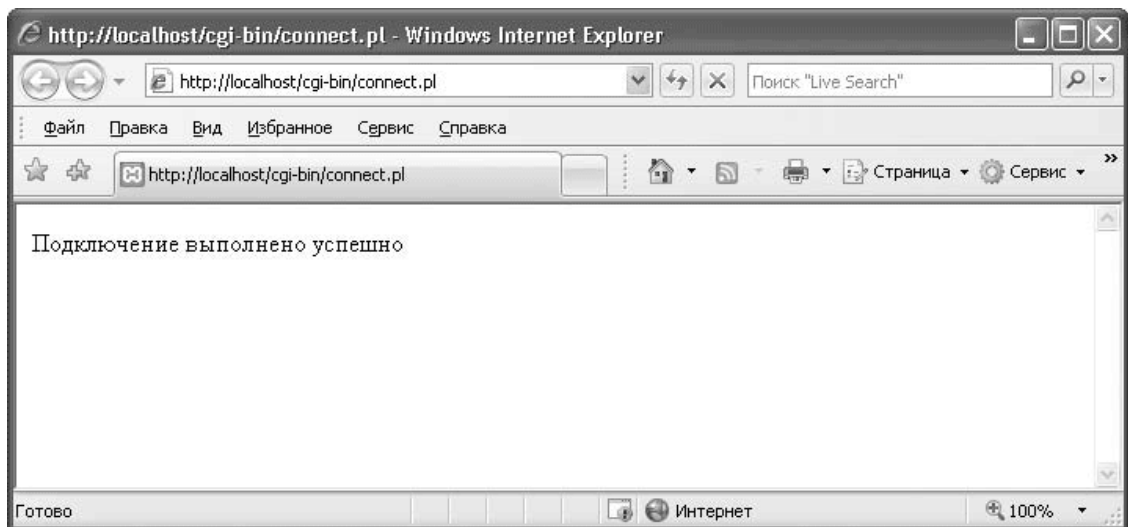 http://localhost/cgi-bin/connect.pl - Windows Internet Explorer
http://localhost/cgi-bin/connect.pl Поиск "Live Search"
Файл Правка Вид Избранное Сервис Справка
http://localhost/cgi-bin/connect.pl Страница Сервис »
Подключение выполнено успешно
Готово Интернет 100%